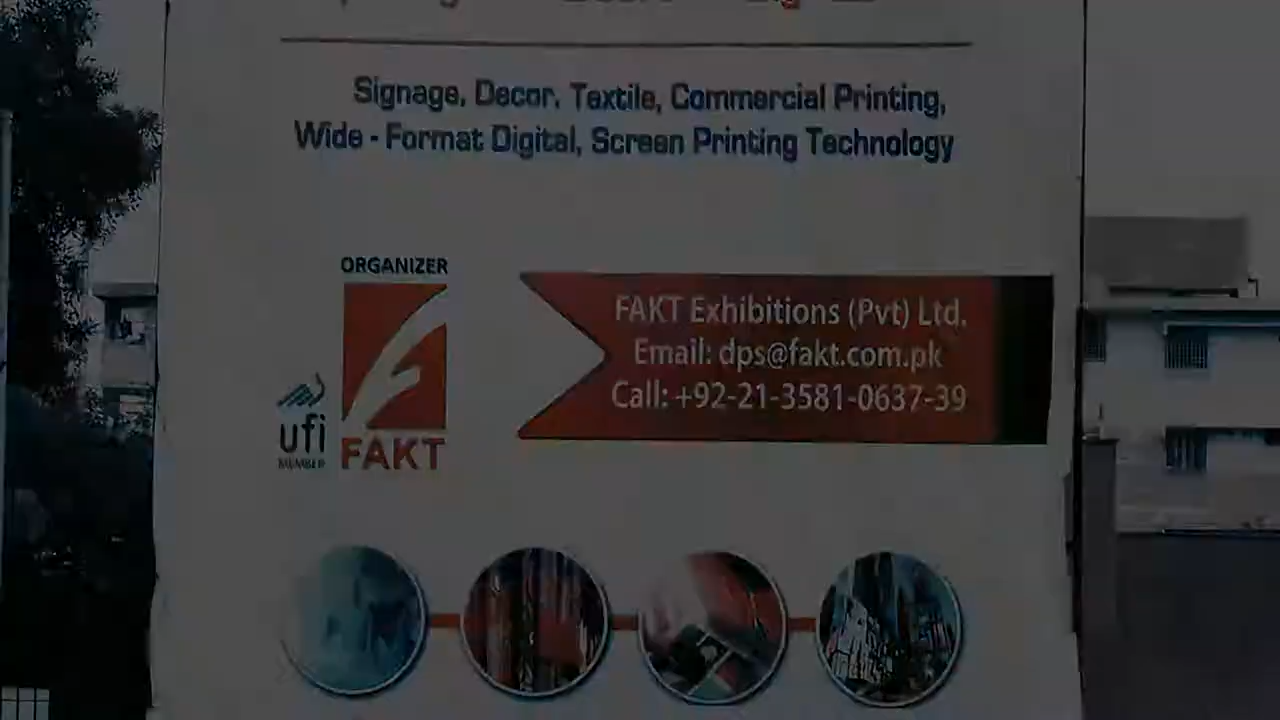 Signage, Decor, Textile, Commercial Printing,
Wide - Format Digital, Screen Printing Technology
ORGANIZER
FAKT Exhibitions (Pvt) Ltd.
Email: dps@fakt.com.pk
Call: +92-21-3581-0637-39
ufi
MEMBER
FAKT